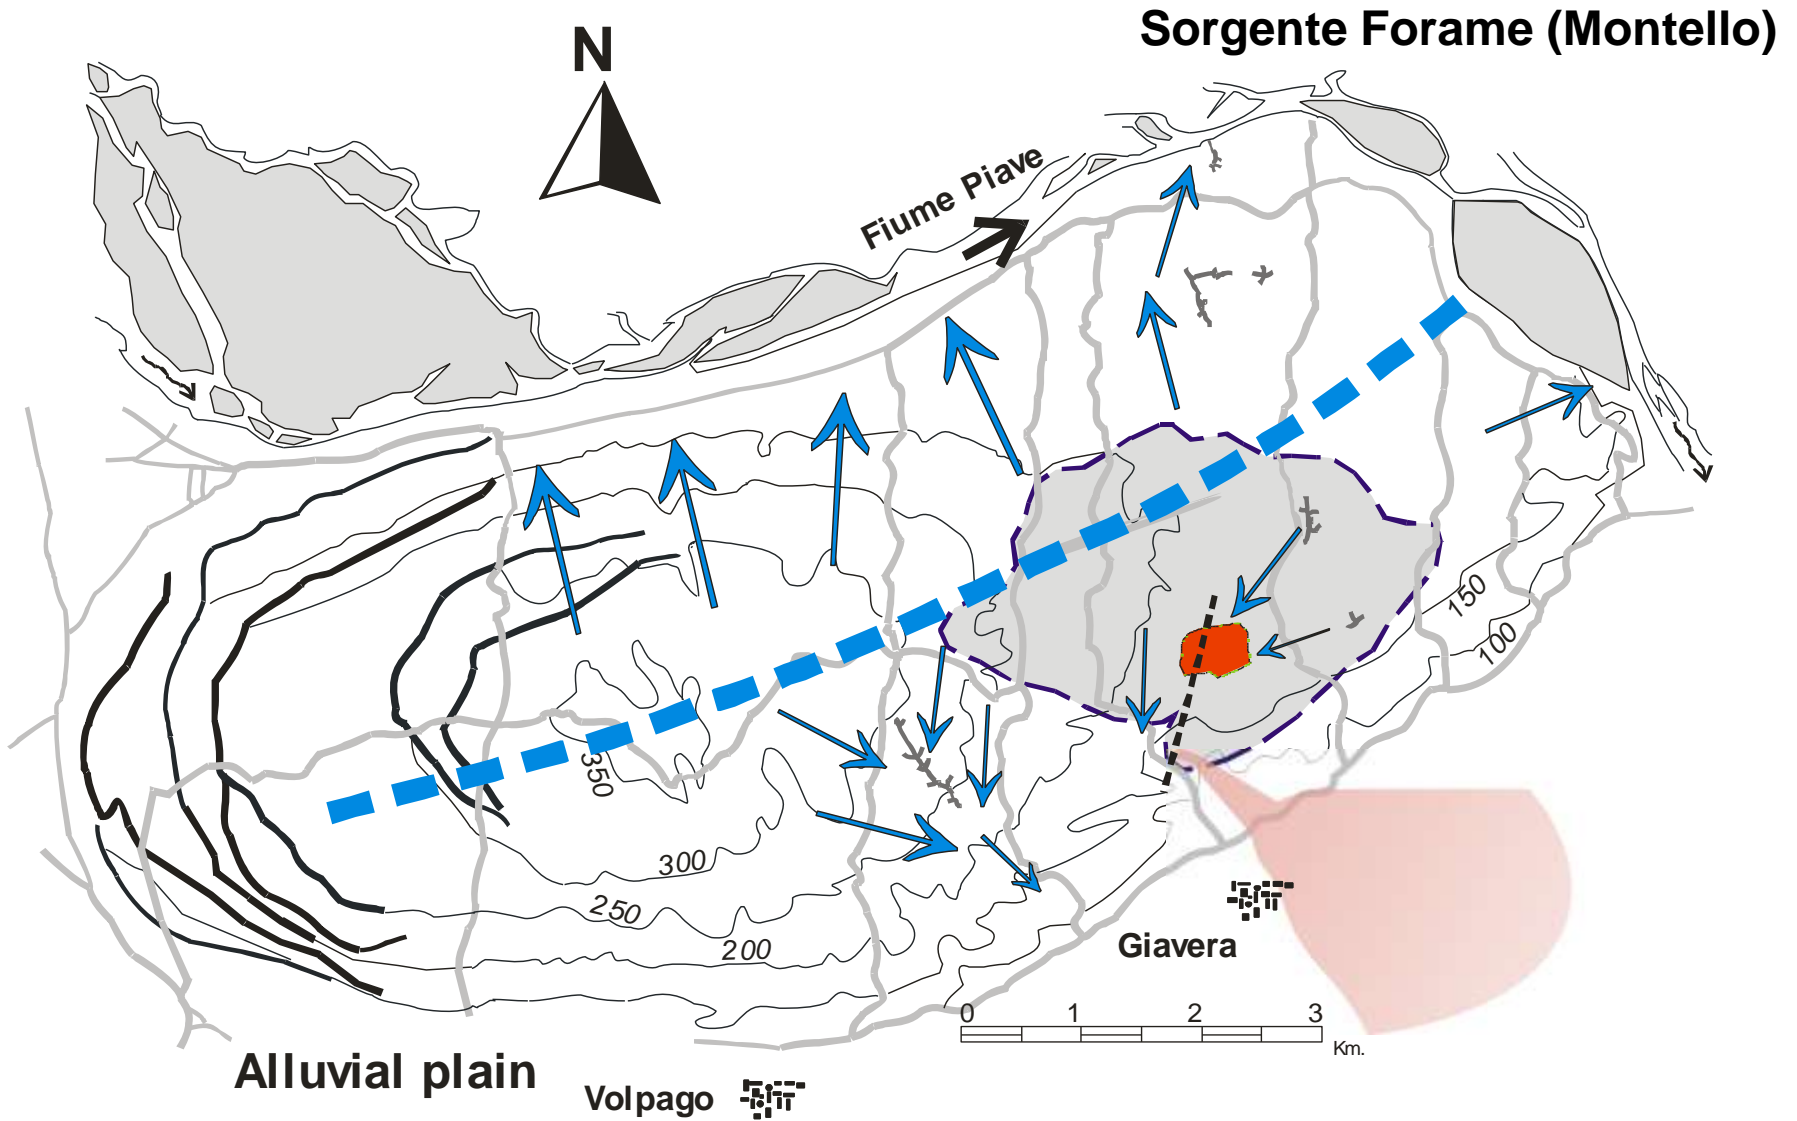 Sorgente Forame (Montello)
N
Fiume Piave
150
100
350
300
250
200
Giavera
0 1 2 3
Km.
Alluvial plain
Volpago